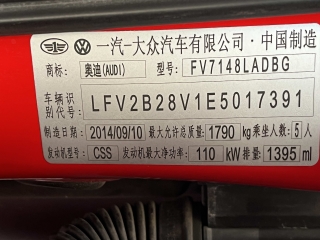 一汽-大众汽车有限公司·中国制造
商标: 奥迪(AUDI) 型号: FV7148LADBG
车辆识别代号: LFV2B28V1E5017391
制造日期: 2014/09/10 最大允许总质量: 1790 kg 乘坐人数: 5 人
发动机型号: CSS 发动机最大净功率: 110 kW 排量: 1395 ml